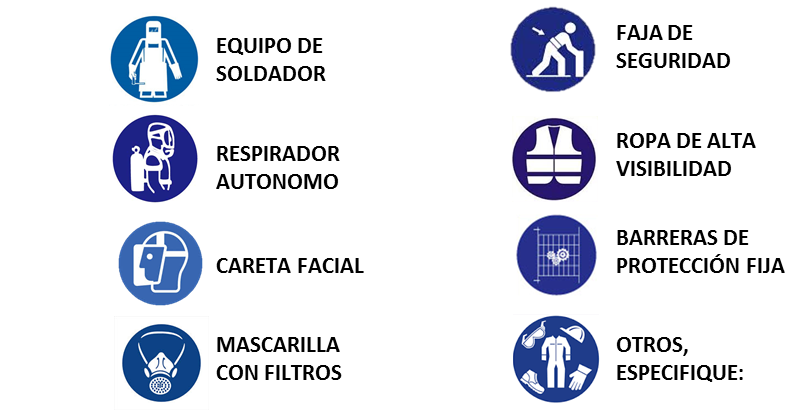 EQUIPO DE
SOLDADOR
RESPIRADOR
AUTONOMO
CARETA FACIAL
MASCARILLA
CON FILTROS
FAJA DE
SEGURIDAD
ROPA DE ALTA
VISIBILIDAD
BARRERAS DE
PROTECCIÓN FIJA
OTROS,
ESPECIFIQUE: